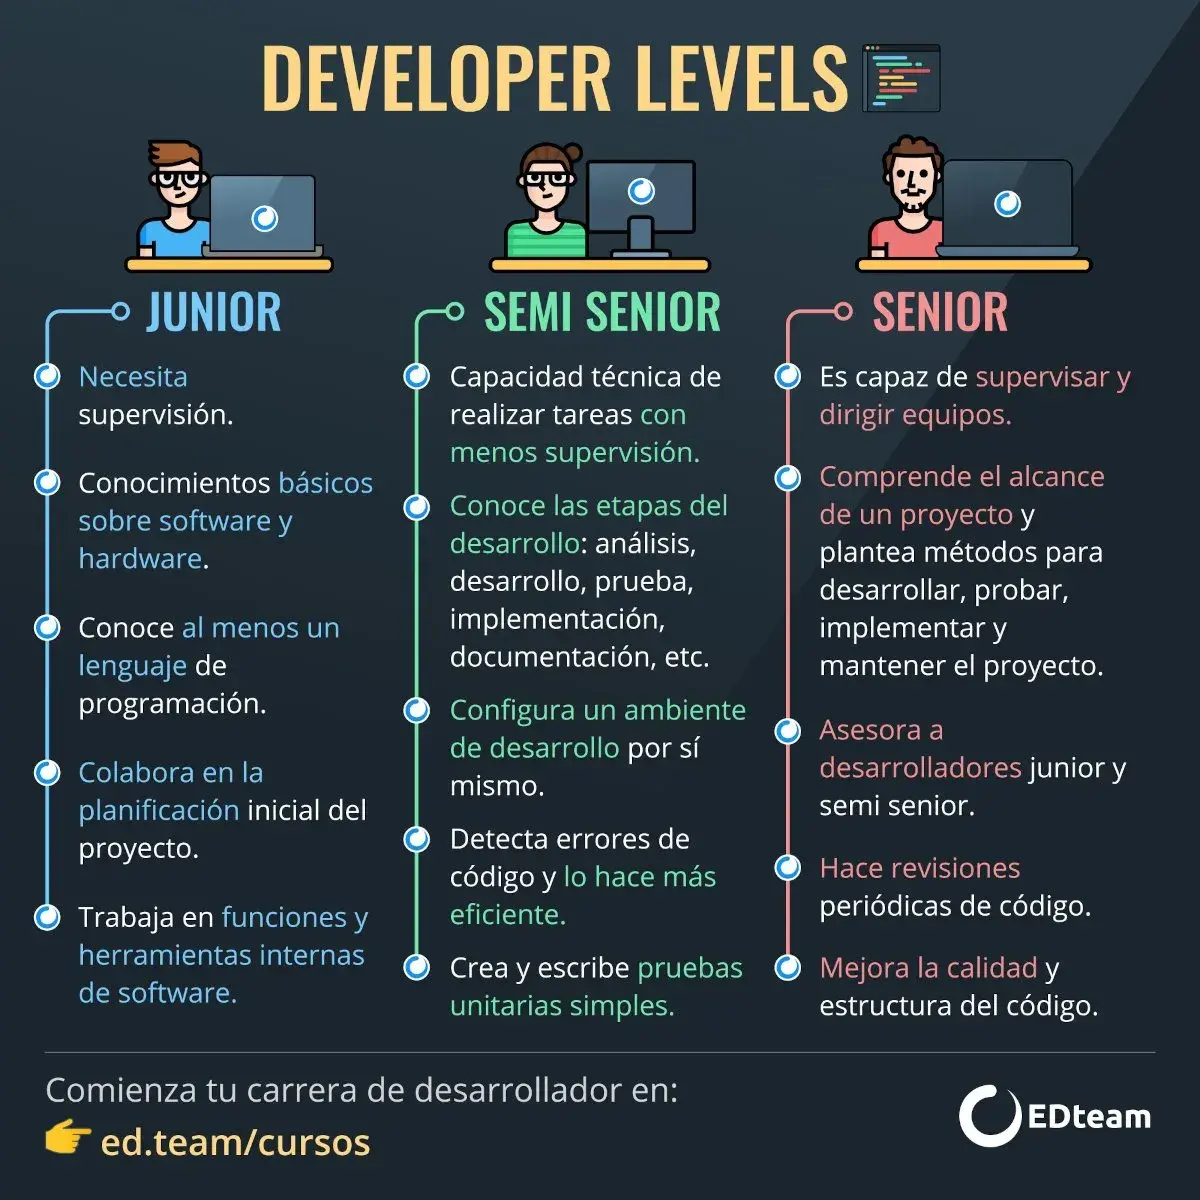 DEVELOPER LEVELS
JUNIOR
Necesita
supervisión.
Conocimientos básicos
sobre software y
hardware.
Conoce al menos un
lenguaje de
programación.
Colabora en la
planificación inicial del
proyecto.
Trabaja en funciones y
herramientas internas
de software.
SEMI SENIOR
Capacidad técnica de
realizar tareas con
menos supervisión.
Conoce las etapas del
desarrollo: análisis,
desarrollo, prueba,
implementación,
documentación, etc.
Configura un ambiente
de desarrollo por sí
mismo.
Detecta errores de
código y lo hace más
eficiente.
Crea y escribe pruebas
unitarias simples.
SENIOR
Es capaz de supervisar y
dirigir equipos.
Comprende el alcance
de un proyecto y
plantea métodos para
desarrollar, probar,
implementar y
mantener el proyecto.
Asesora a
desarrolladores junior y
semi senior.
Hace revisiones
periódicas de código.
Mejora la calidad y
estructura del código.
Comienza tu carrera de desarrollador en:
ed.team/cursos
EDteam